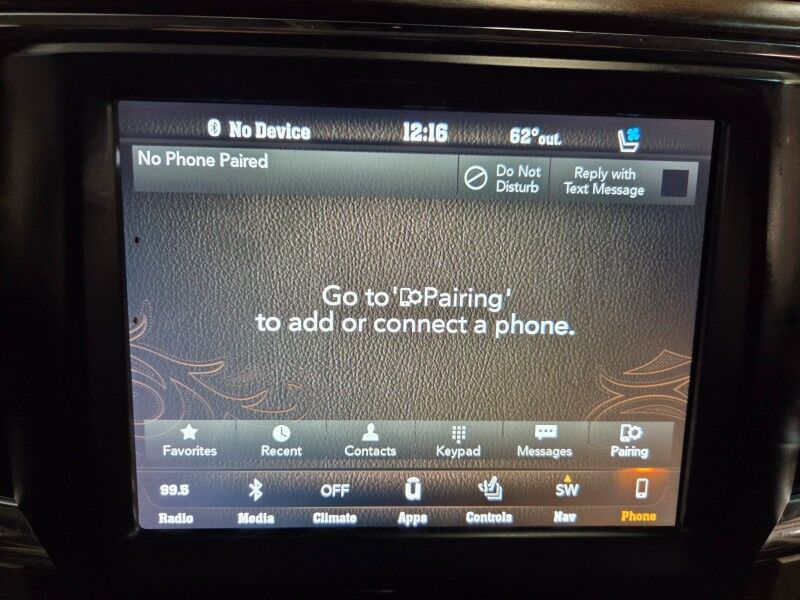 No Device 12:16 62° out.
No Phone Paired
Do Not
Disturb
Reply with
Text Message
Go to 'Pairing'
to add or connect a phone.
Favorites Recent Contacts Keypad Messages Pairing
99.5 OFF SW
Radio Media Climate Apps Controls Nav Phone